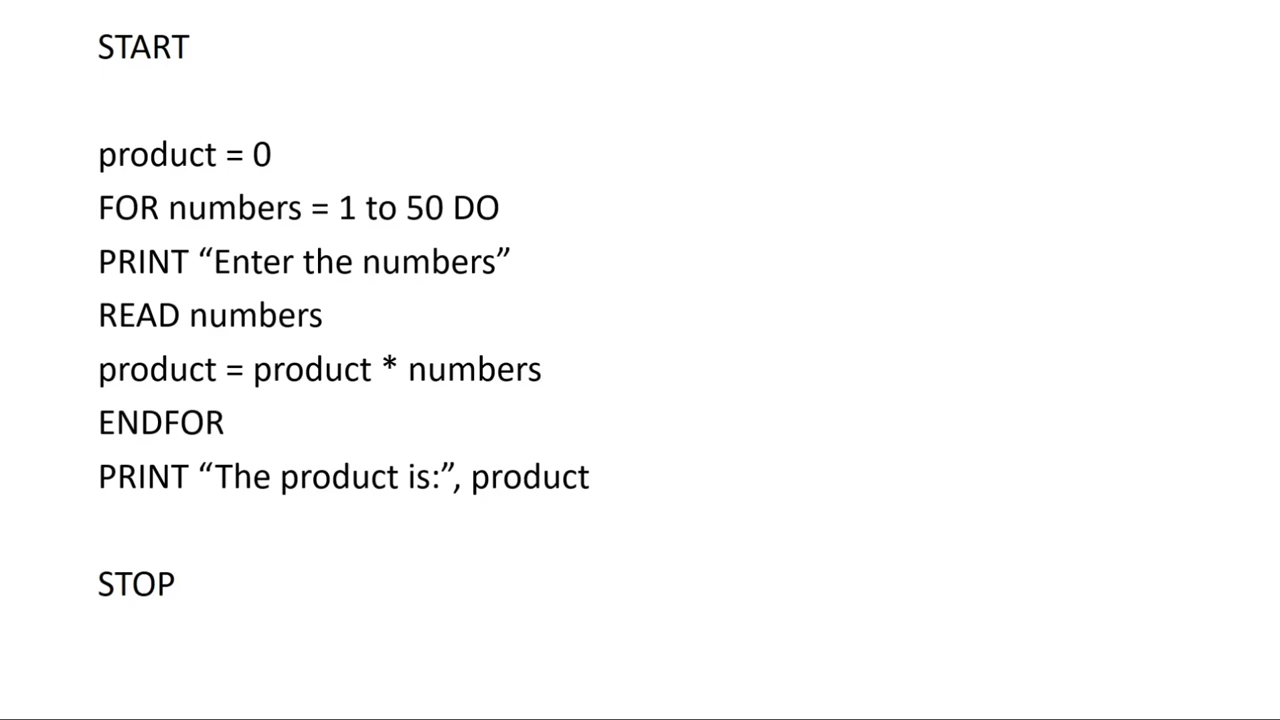 START
product = 0
FOR numbers = 1 to 50 DO
PRINT “Enter the numbers”
READ numbers
product = product * numbers
ENDFOR
PRINT “The product is:”, product
STOP